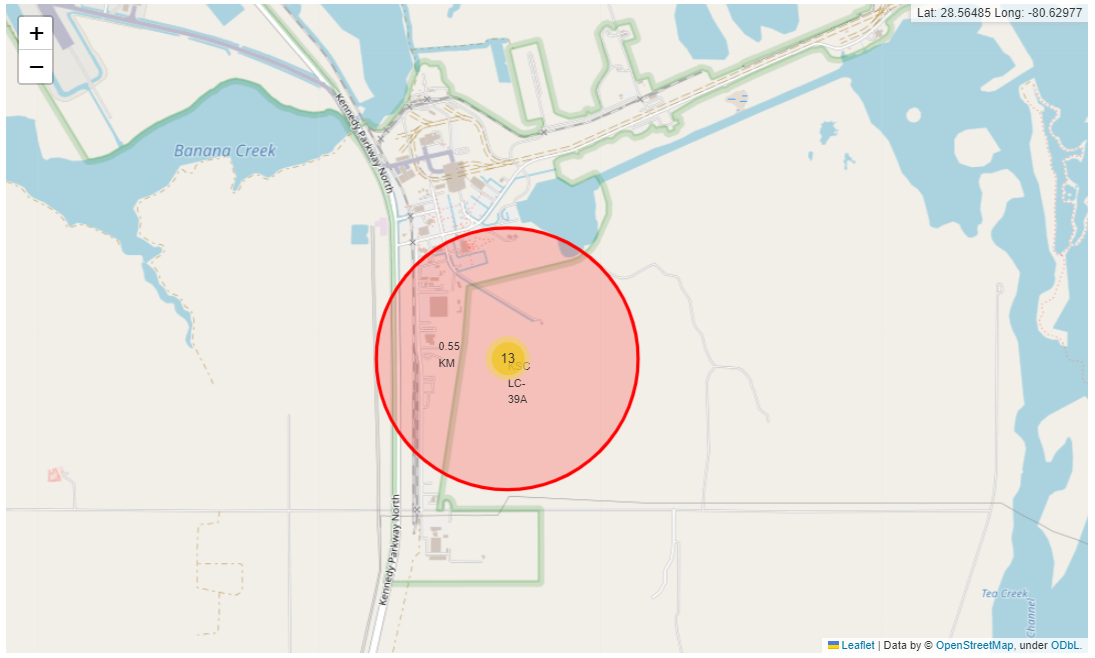 +
Lat: 28.56485 Long: -80.62977
−
Kennedy Parkway North
Banana Creek
0.55
KM
13
KSC
LC-
39A
Kennedy Parkway North
Tea Creek
Channel
Leaflet | Data by © OpenStreetMap, under ODbL.